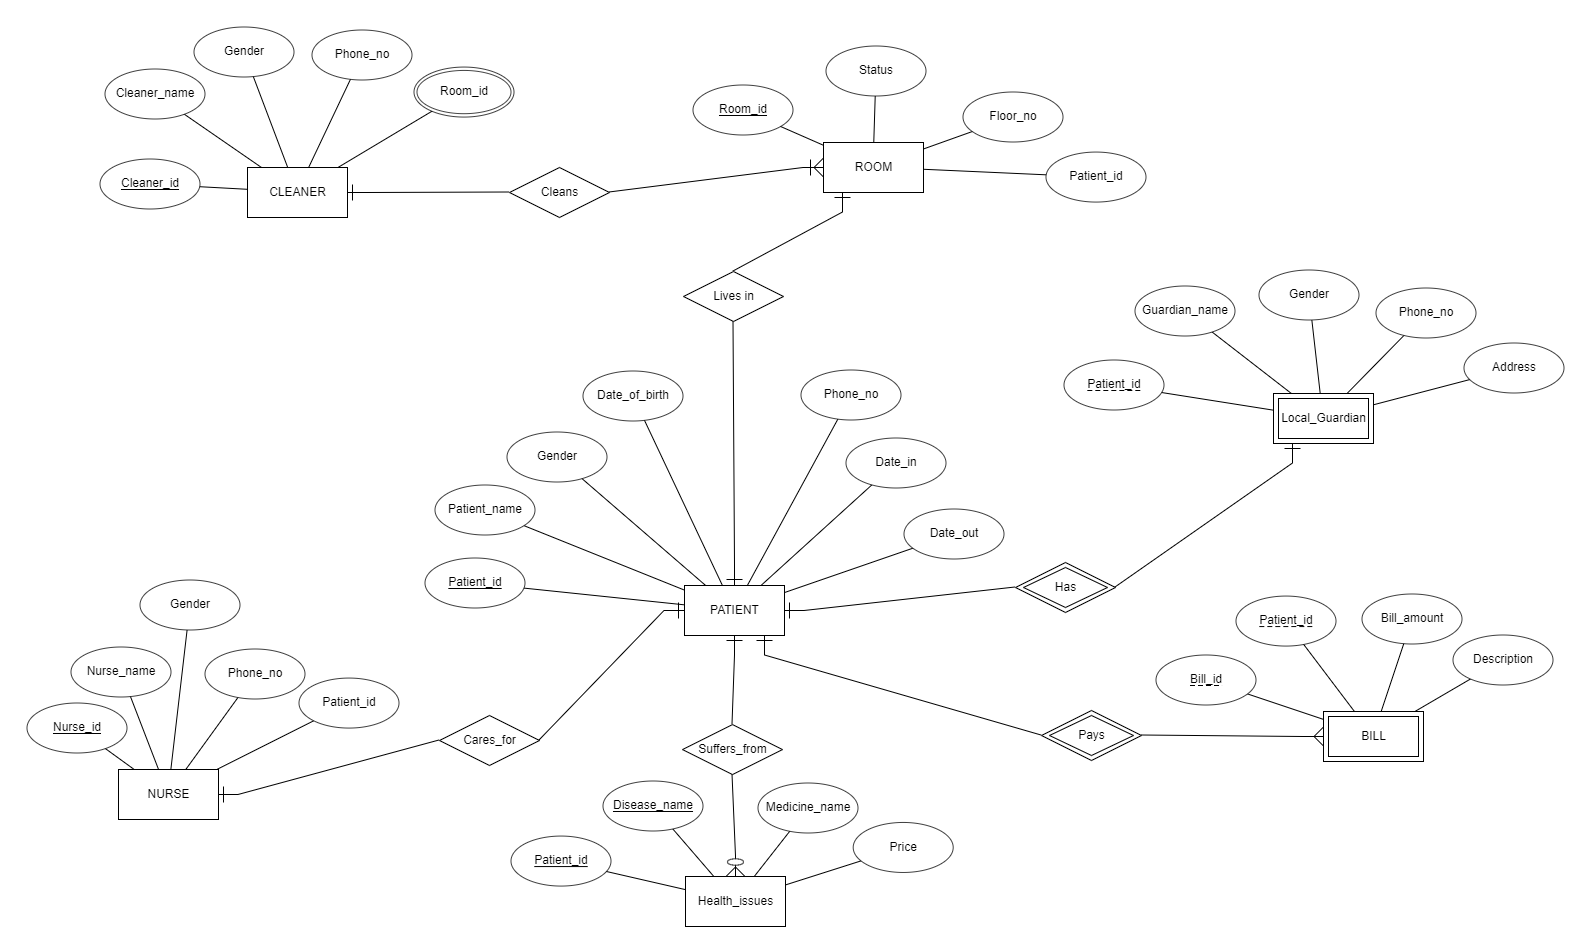 Gender
Phone_no
Cleaner_name
Room_id
Cleaner_id
CLEANER
Cleans
Status
Room_id
Floor_no
ROOM
Patient_id
Lives in
Guardian_name
Gender
Phone_no
Patient_id
Address
Local_Guardian
Date_of_birth
Phone_no
Gender
Date_in
Patient_name
Date_out
Patient_id
PATIENT
Has
Gender
Nurse_name
Phone_no
Patient_id
Nurse_id
NURSE
Cares_for
Suffers_from
Pays
Patient_id
Bill_amount
Bill_id
Description
BILL
Disease_name
Medicine_name
Patient_id
Price
Health_issues